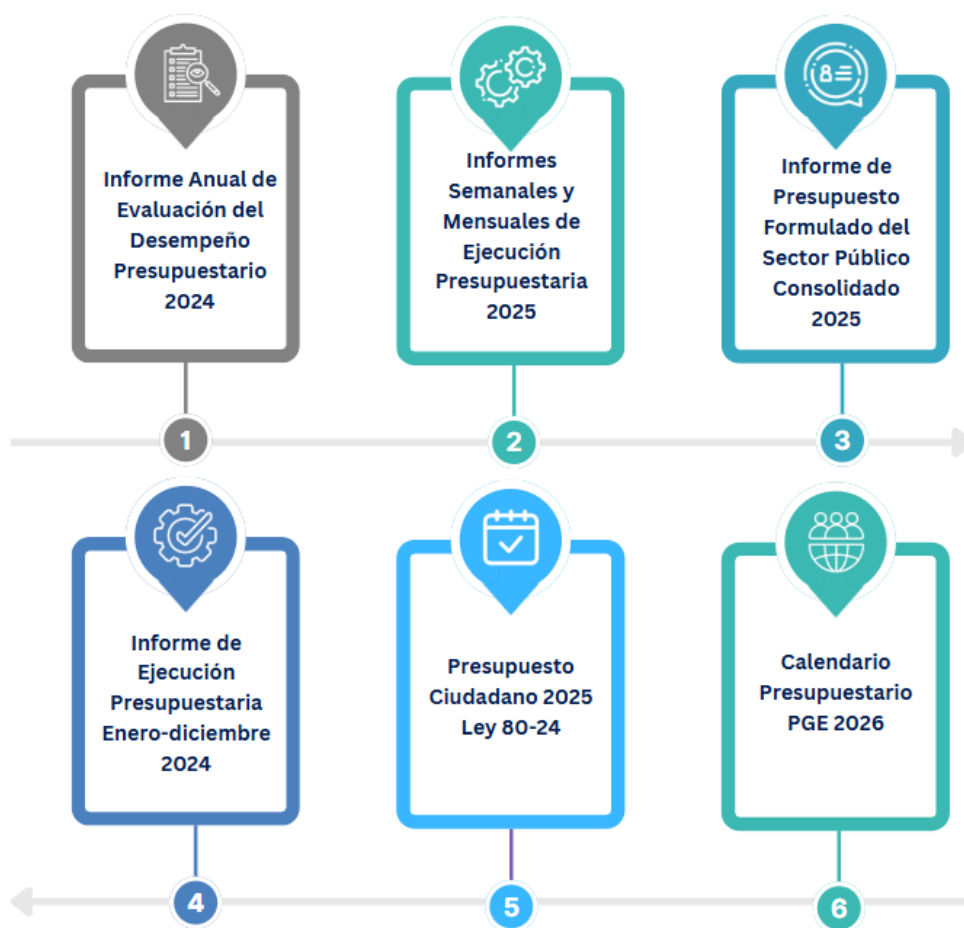 Informe Anual de
Evaluación del
Desempeño
Presupuestario
2024
1
Informes
Semanales y
Mensuales de
Ejecución
Presupuestaria
2025
2
Informe de
Presupuesto
Formulado del
Sector Público
Consolidado
2025
3
Informe de
Ejecución
Presupuestaria
Enero-diciembre
2024
4
Presupuesto
Ciudadano 2025
Ley 80-24
5
Calendario
Presupuestario
PGE 2026
6